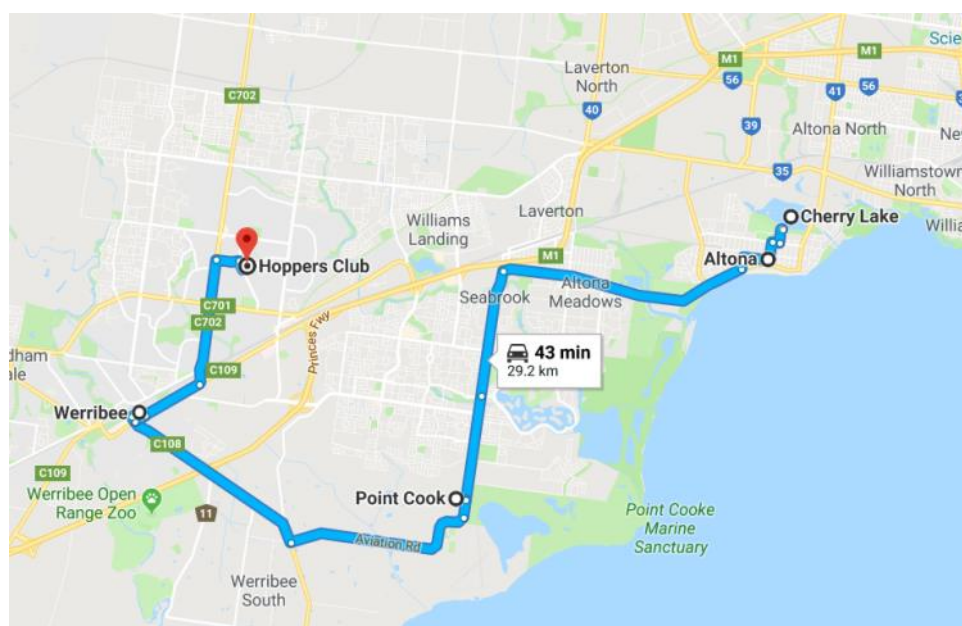 M1
Scie
M1
56
56
C702
Laverton
North
40
41
39
Altona North
Ne
35
Williamstown
North
Cherry Lake
Laverton
Williams
Landing
Willia
Altona
M1
Hoppers Club
Seabrook
Altona
Meadows
C701
C702
Princes Fwy
43 min
29.2 km
dham
ale
C109
Werribee
C108
C109
Werribee Open
Range Zoo
11
Point Cook
Aviation Rd
Point Cooke
Marine
Sanctuary
Werribee
South